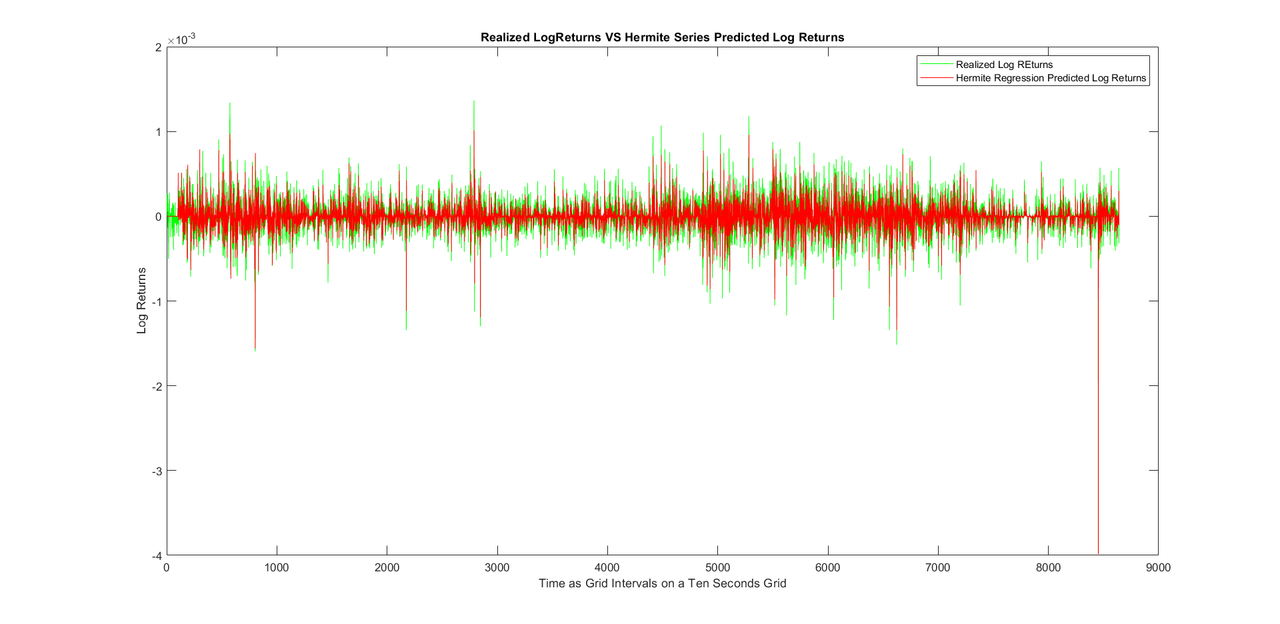 Realized LogReturns VS Hermite Series Predicted Log Returns
×10⁻³
Realized Log REturns
Hermite Regression Predicted Log Returns
2
1
0
-1
-2
-3
-4
Log Returns
0 1000 2000 3000 4000 5000 6000 7000 8000 9000
Time as Grid Intervals on a Ten Seconds Grid